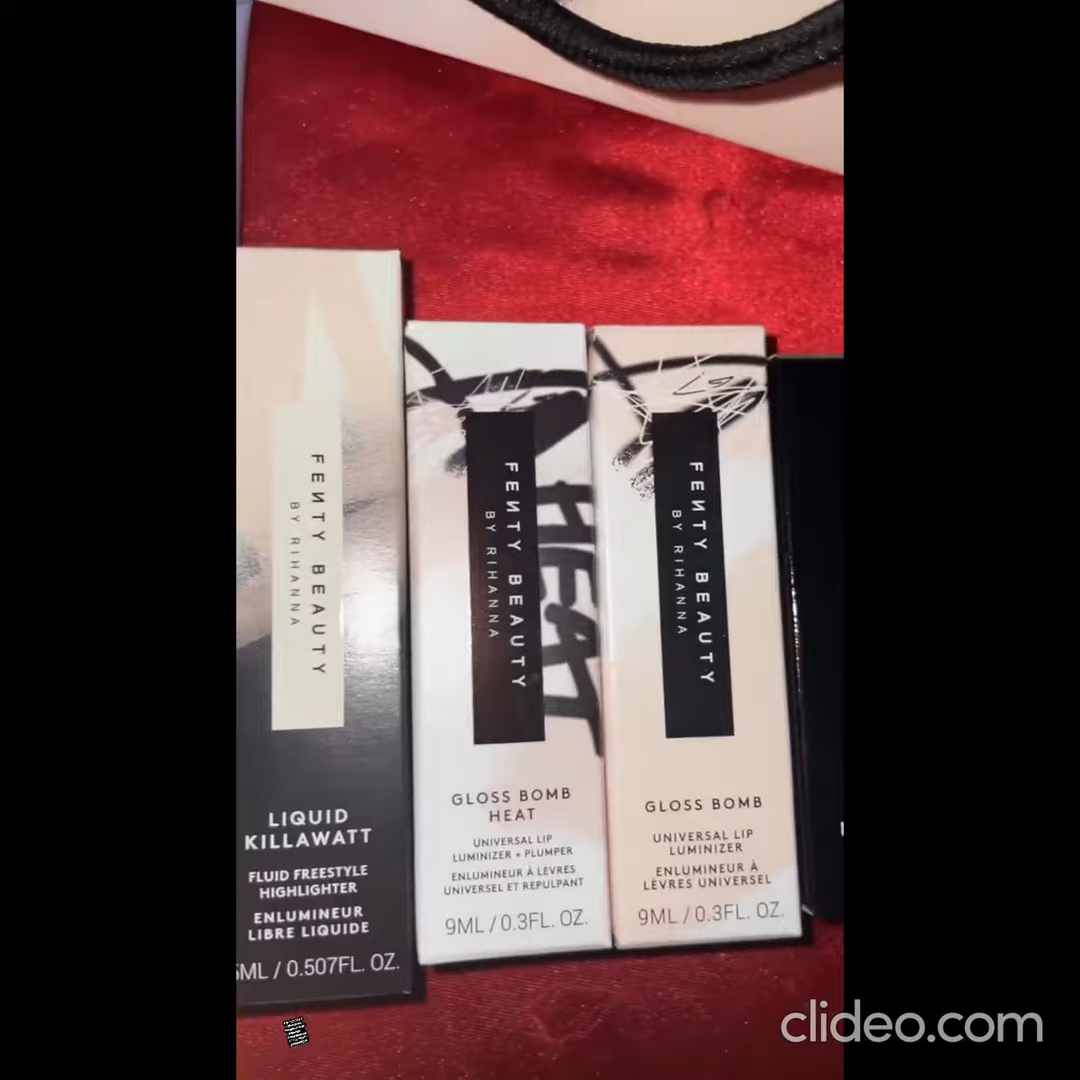 FENTY BEAUTY
BY RIHANNA
LIQUID
KILLAWATT
FLUID FREESTYLE
HIGHLIGHTER
ENLUMINEUR
LIBRE LIQUIDE
5ML / 0.507FL. OZ.
HEAT
FENTY BEAUTY
BY RIHANNA
GLOSS BOMB
HEAT
UNIVERSAL LIP
LUMINIZER + PLUMPER
ENLUMINEUR À LÈVRES
UNIVERSEL ET REPULPANT
9ML / 0.3FL. OZ.
FENTY BEAUTY
BY RIHANNA
GLOSS BOMB
UNIVERSAL LIP
LUMINIZER
ENLUMINEUR À
LÈVRES UNIVERSEL
9ML / 0.3FL. OZ.
clideo.com